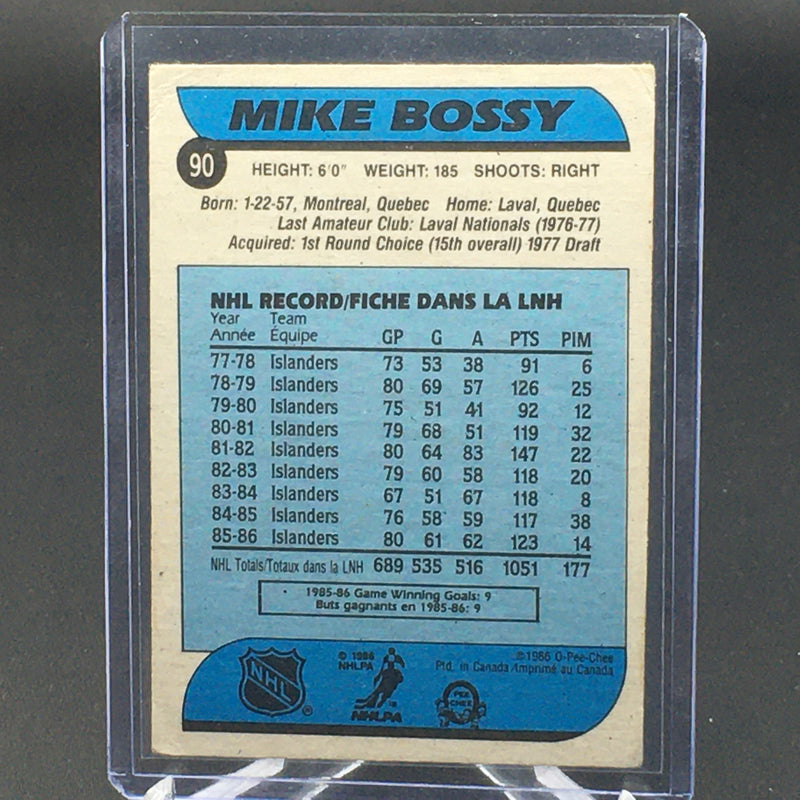 MIKE BOSSY
90
HEIGHT: 6'0" WEIGHT: 185 SHOOTS: RIGHT
Born: 1-22-57, Montreal, Quebec Home: Laval, Quebec
Last Amateur Club: Laval Nationals (1976-77)
Acquired: 1st Round Choice (15th overall) 1977 Draft
NHL RECORD/FICHE DANS LA LNH
Year Team
Année Équipe GP G A PTS PIM
77-78 Islanders 73 53 38 91 6
78-79 Islanders 80 69 57 126 25
79-80 Islanders 75 51 41 92 12
80-81 Islanders 79 68 51 119 32
81-82 Islanders 80 64 83 147 22
82-83 Islanders 79 60 58 118 20
83-84 Islanders 67 51 67 118 8
84-85 Islanders 76 58 59 117 38
85-86 Islanders 80 61 62 123 14
NHL Totals/Totaux dans la LNH 689 535 516 1051 177
1985-86 Game Winning Goals: 9
Buts gagnants en 1985-86: 9
NHL ®
© 1986
NHLPA
NHLPA
©1986 O-Pee-Chee
Ptd. in Canada/Imprimé au Canada
O PEE CHEE